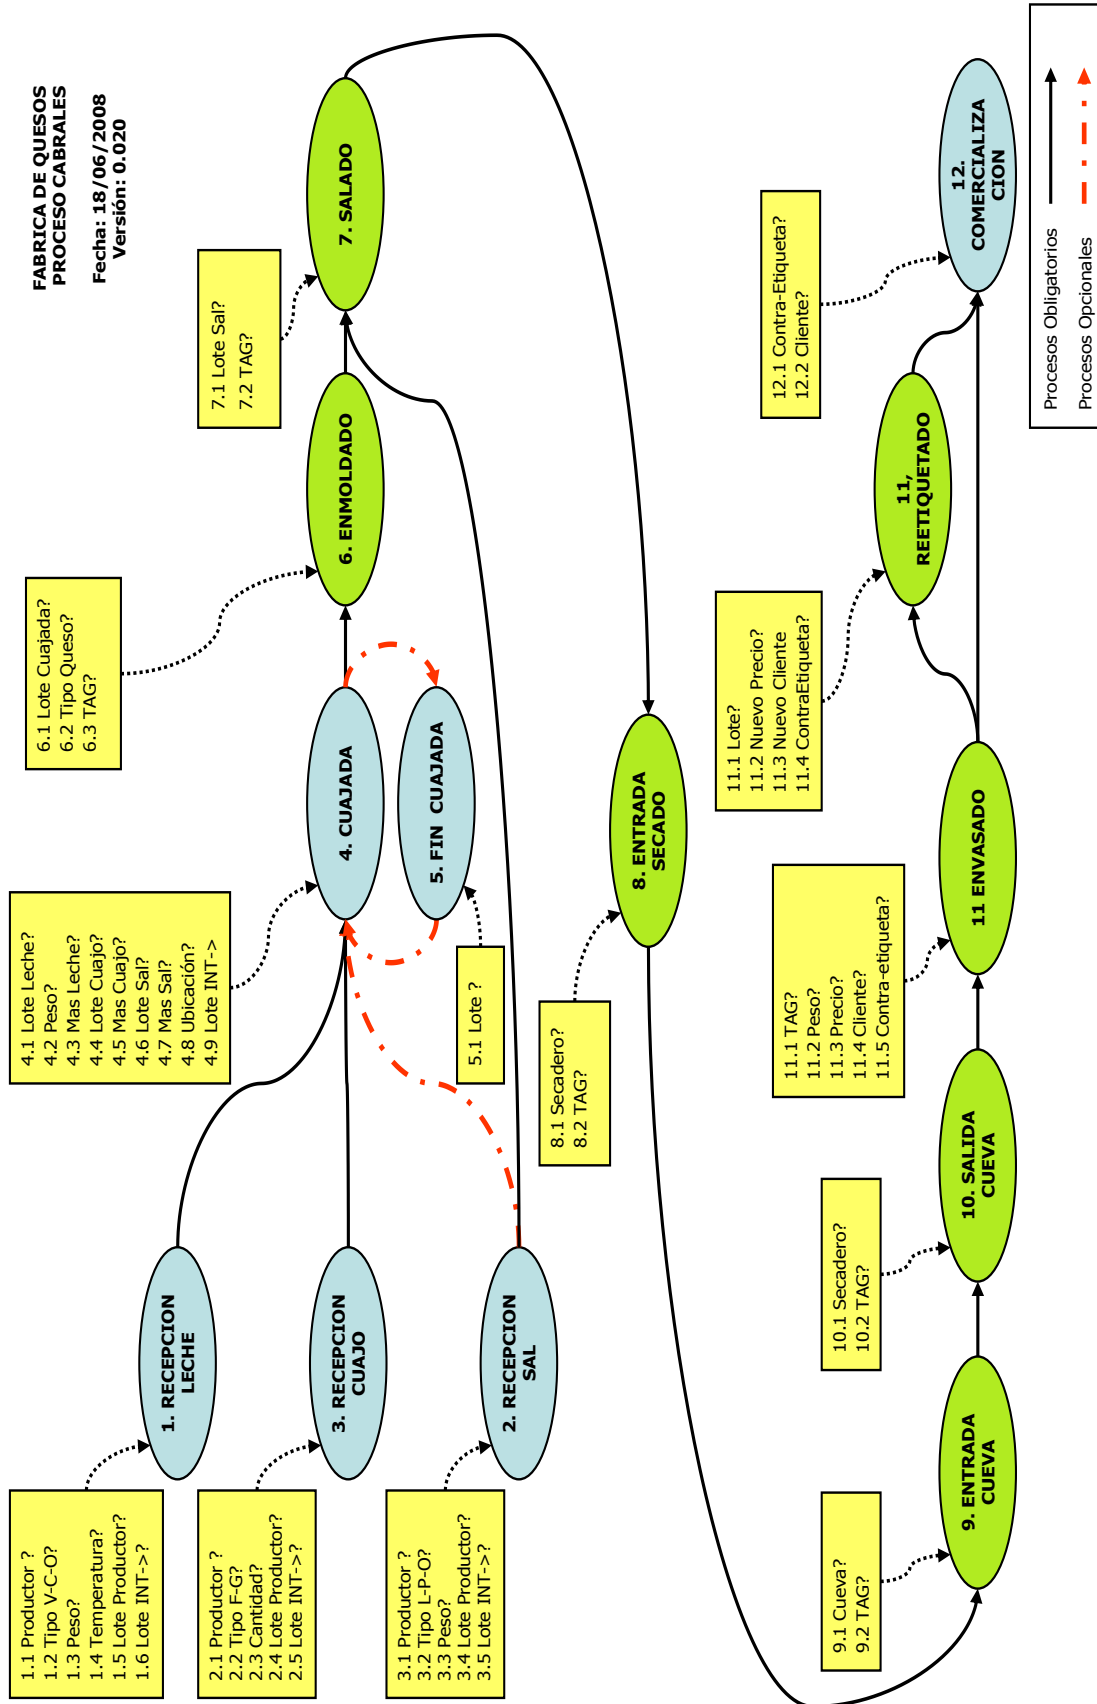 FABRICA DE QUESOS
PROCESO CABRALES
Fecha: 18/06/2008
Versión: 0.020
1.1 Productor ?
1.2 Tipo V-C-O?
1.3 Peso?
1.4 Temperatura?
1.5 Lote Productor?
1.6 Lote INT->?
1. RECEPCION
LECHE
2.1 Productor ?
2.2 Tipo F-G?
2.3 Cantidad?
2.4 Lote Productor?
2.5 Lote INT->?
3. RECEPCION
CUAJO
3.1 Productor ?
3.2 Tipo L-P-O?
3.3 Peso?
3.4 Lote Productor?
3.5 Lote INT->?
2. RECEPCION
SAL
4.1 Lote Leche?
4.2 Peso?
4.3 Mas Leche?
4.4 Lote Cuajo?
4.5 Mas Cuajo?
4.6 Lote Sal?
4.7 Mas Sal?
4.8 Ubicación?
4.9 Lote INT->
4. CUAJADA
5. FIN CUAJADA
5.1 Lote ?
6.1 Lote Cuajada?
6.2 Tipo Queso?
6.3 TAG?
6. ENMOLDADO
7.1 Lote Sal?
7.2 TAG?
7. SALADO
8.1 Secadero?
8.2 TAG?
8. ENTRADA
SECADO
9.1 Cueva?
9.2 TAG?
9. ENTRADA
CUEVA
10.1 Secadero?
10.2 TAG?
10. SALIDA
CUEVA
11.1 TAG?
11.2 Peso?
11.3 Precio?
11.4 Cliente?
11.5 Contra-etiqueta?
11 ENVASADO
11.1 Lote?
11.2 Nuevo Precio?
11.3 Nuevo Cliente
11.4 ContraEtiqueta?
11,
REETIQUETADO
12.1 Contra-Etiqueta?
12.2 Cliente?
12.
COMERCIALIZA
CION
Procesos Obligatorios
Procesos Opcionales